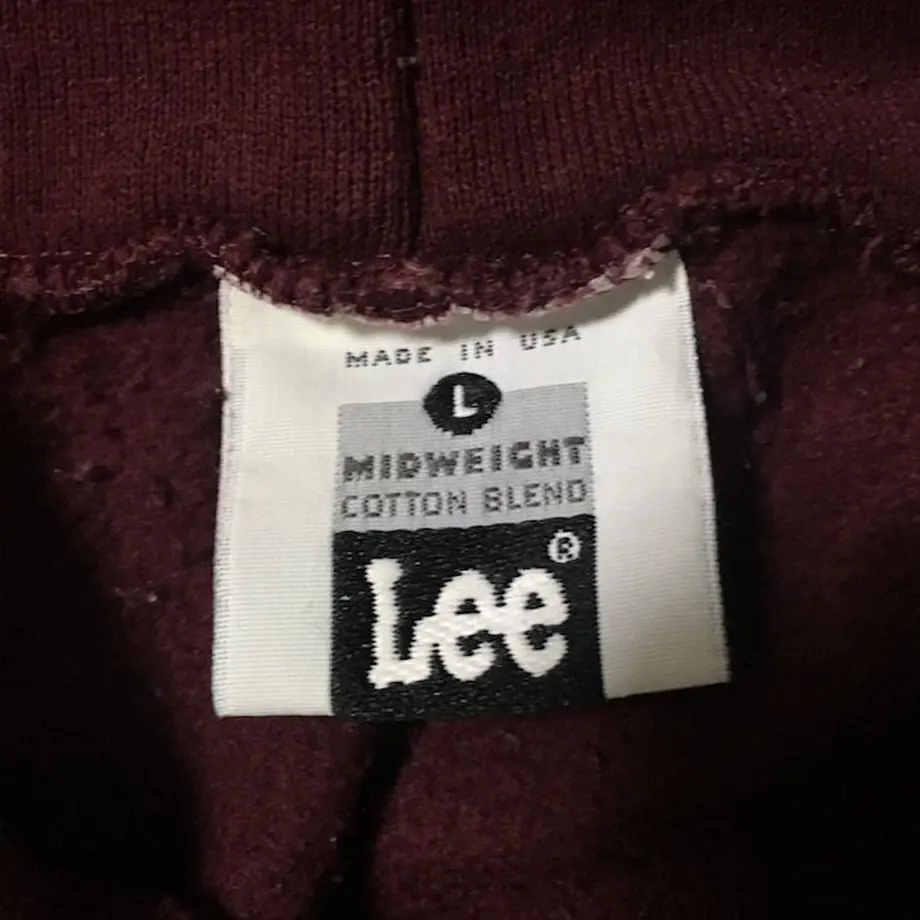 MADE IN USA
L
MIDWEIGHT
COTTON BLEND
Lee®